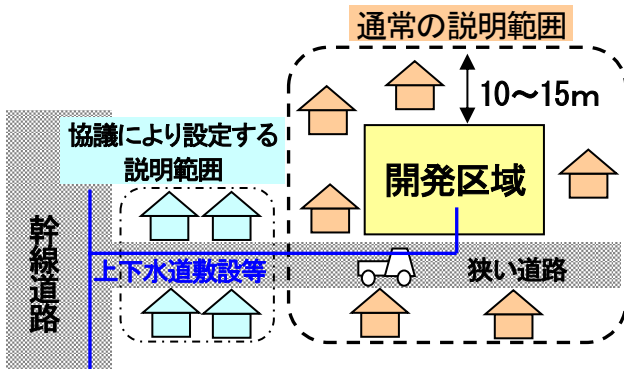 通常の説明範囲
10～15m
協議により設定する
説明範囲
開発区域
幹線道路
上下水道敷設等
狭い道路